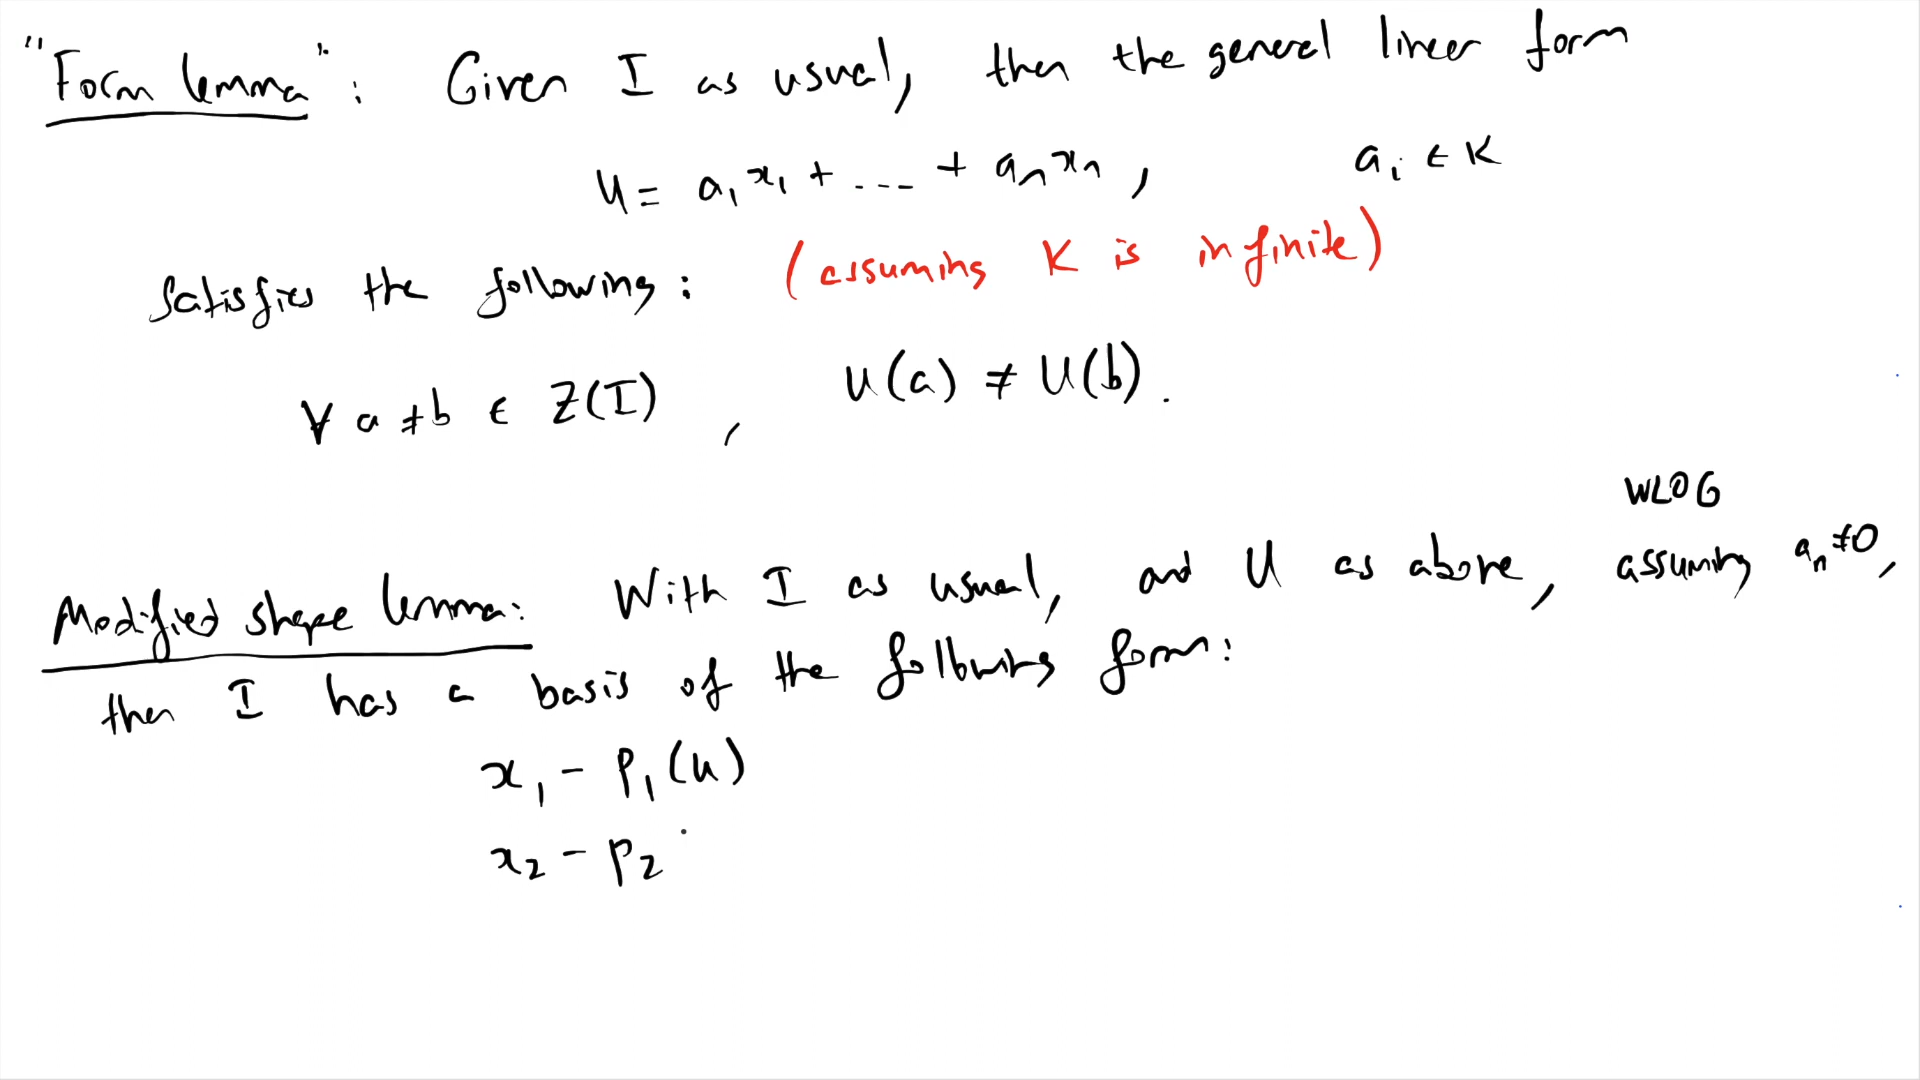 "Form lemma": Given I as usual, then the general linear form
u = a₁x₁ + ... + aₙxₙ, aᵢ ∈ K
satisfies the following: (assuming K is infinite)
∀ a ≠ b ∈ Z(I), u(a) ≠ u(b).
WLOG
Modified shape lemma: With I as usual, and u as above, assuming aₙ ≠ 0,
then I has a basis of the following form:
x₁ - p₁(u)
x₂ - p₂